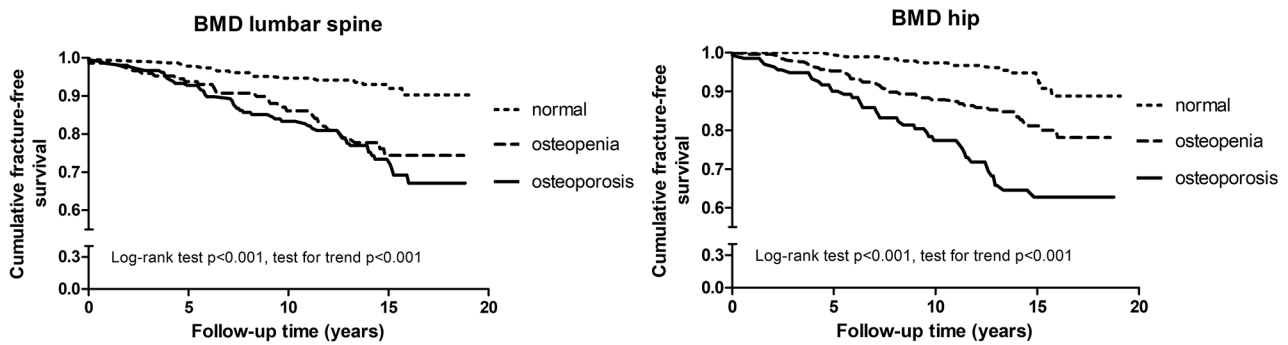 BMD lumbar spine
Cumulative fracture-free
survival
1.0
0.9
0.8
0.7
0.6
0.3
0.0
normal
osteopenia
osteoporosis
Log-rank test p<0.001, test for trend p<0.001
0 5 10 15 20
Follow-up time (years)
BMD hip
Cumulative fracture-free
survival
1.0
0.9
0.8
0.7
0.6
0.3
0.0
normal
osteopenia
osteoporosis
Log-rank test p<0.001, test for trend p<0.001
0 5 10 15 20
Follow-up time (years)